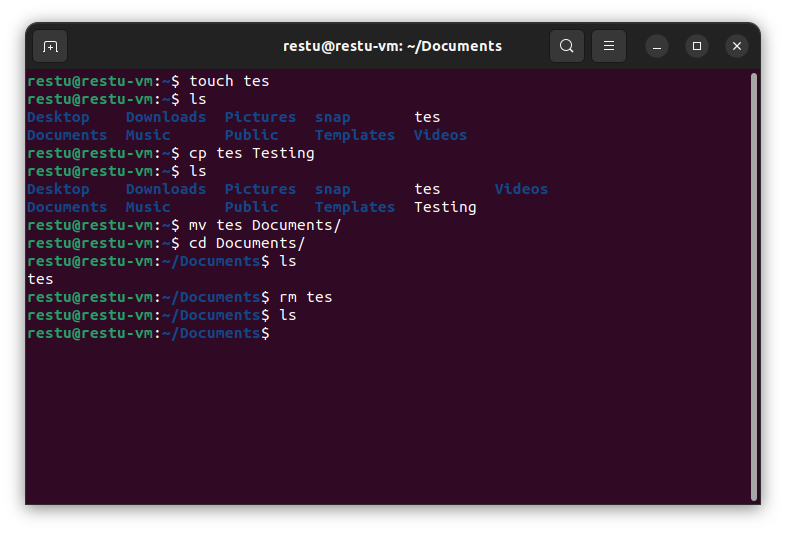 restu@restu-vm: ~/Documents
restu@restu-vm:~$ touch tes
restu@restu-vm:~$ ls
Desktop Downloads Pictures snap tes
Documents Music Public Templates Videos
restu@restu-vm:~$ cp tes Testing
restu@restu-vm:~$ ls
Desktop Downloads Pictures snap tes Videos
Documents Music Public Templates Testing
restu@restu-vm:~$ mv tes Documents/
restu@restu-vm:~$ cd Documents/
restu@restu-vm:~/Documents$ ls
tes
restu@restu-vm:~/Documents$ rm tes
restu@restu-vm:~/Documents$ ls
restu@restu-vm:~/Documents$